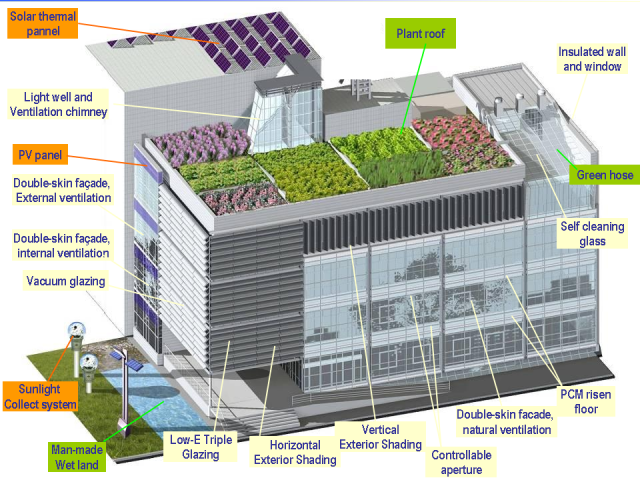 Solar thermal
pannel
Plant roof
Insulated wall
and window
Light well and
Ventilation chimney
PV panel
Green hose
Double-skin façade,
External ventilation
Self cleaning
glass
Double-skin façade,
internal ventilation
Vacuum glazing
Sunlight
Collect system
PCM risen
floor
Double-skin facade,
natural ventilation
Vertical
Exterior Shading
Low-E Triple
Glazing
Horizontal
Exterior Shading
Man-made
Wet land
Controllable
aperture